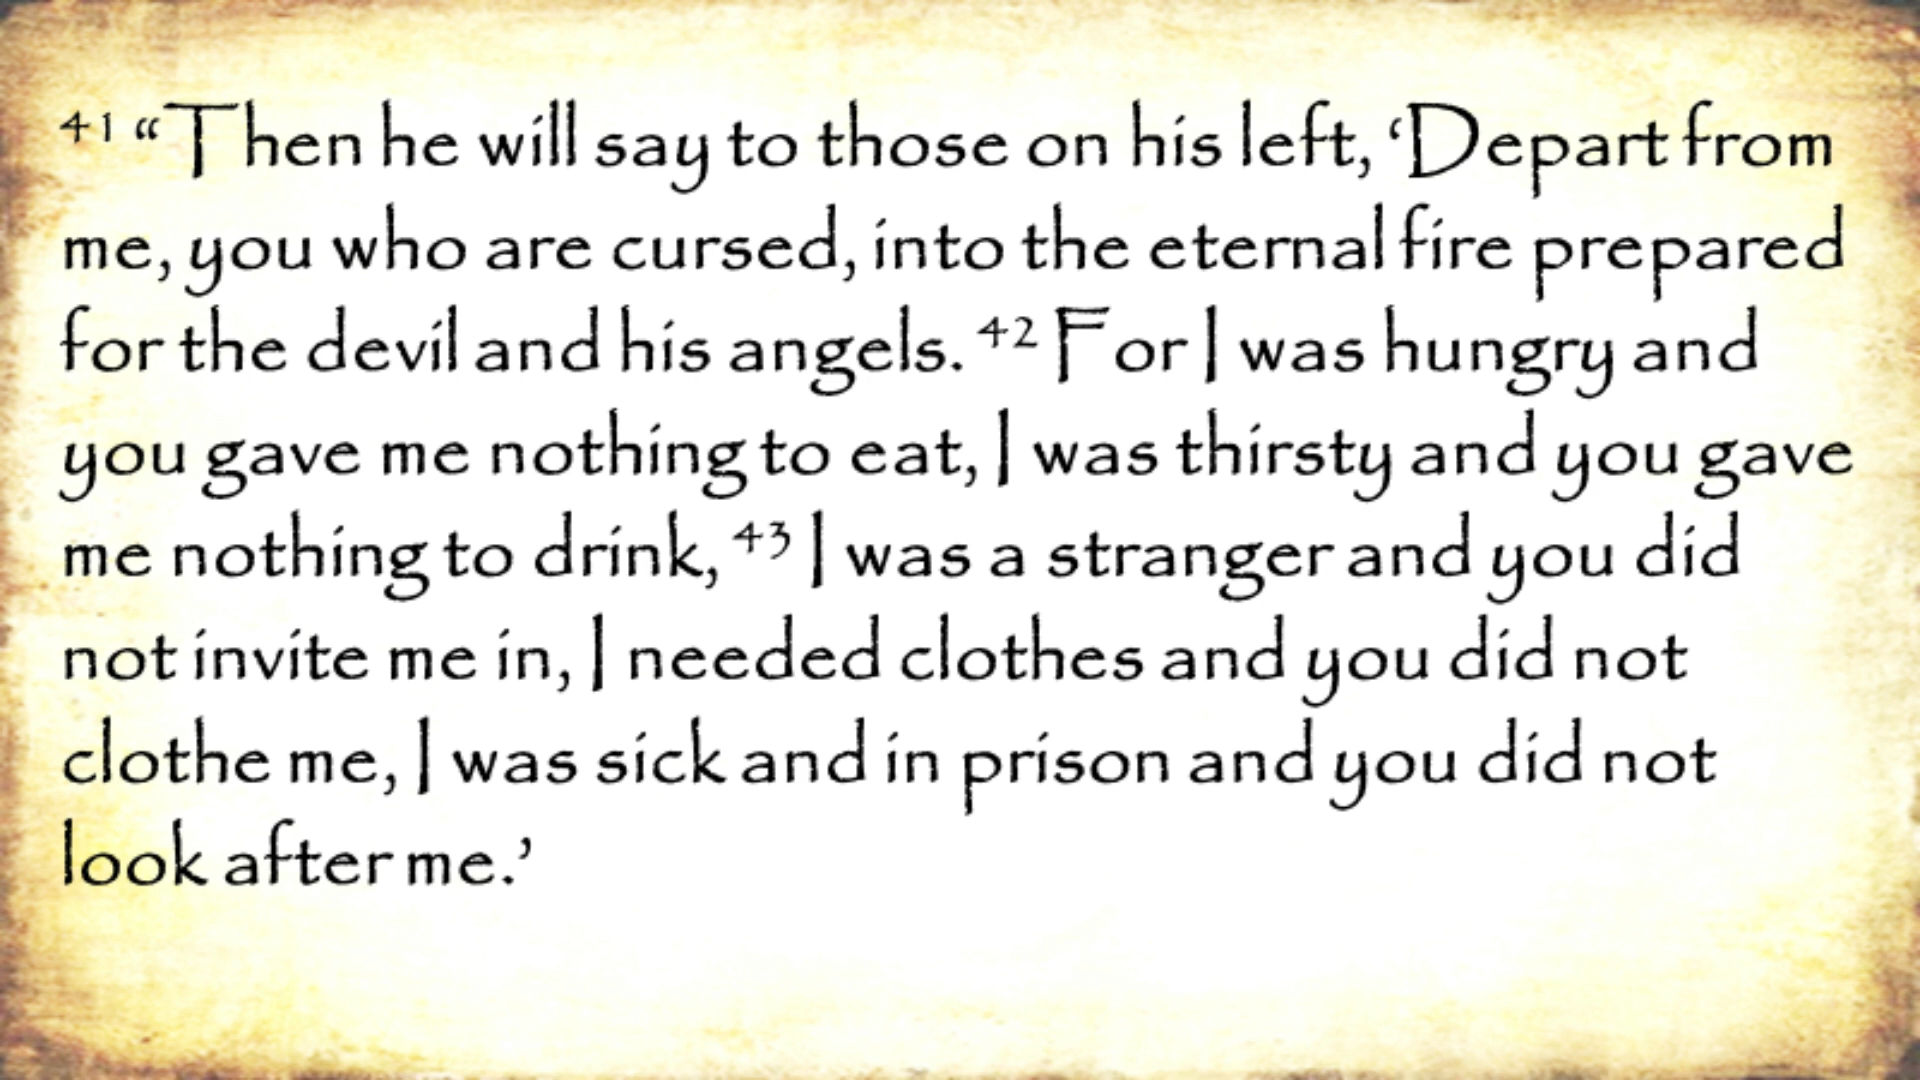 ⁴¹ “Then he will say to those on his left, ‘Depart from
me, you who are cursed, into the eternal fire prepared
for the devil and his angels. ⁴² For I was hungry and
you gave me nothing to eat, I was thirsty and you gave
me nothing to drink, ⁴³ I was a stranger and you did
not invite me in, I needed clothes and you did not
clothe me, I was sick and in prison and you did not
look after me.’